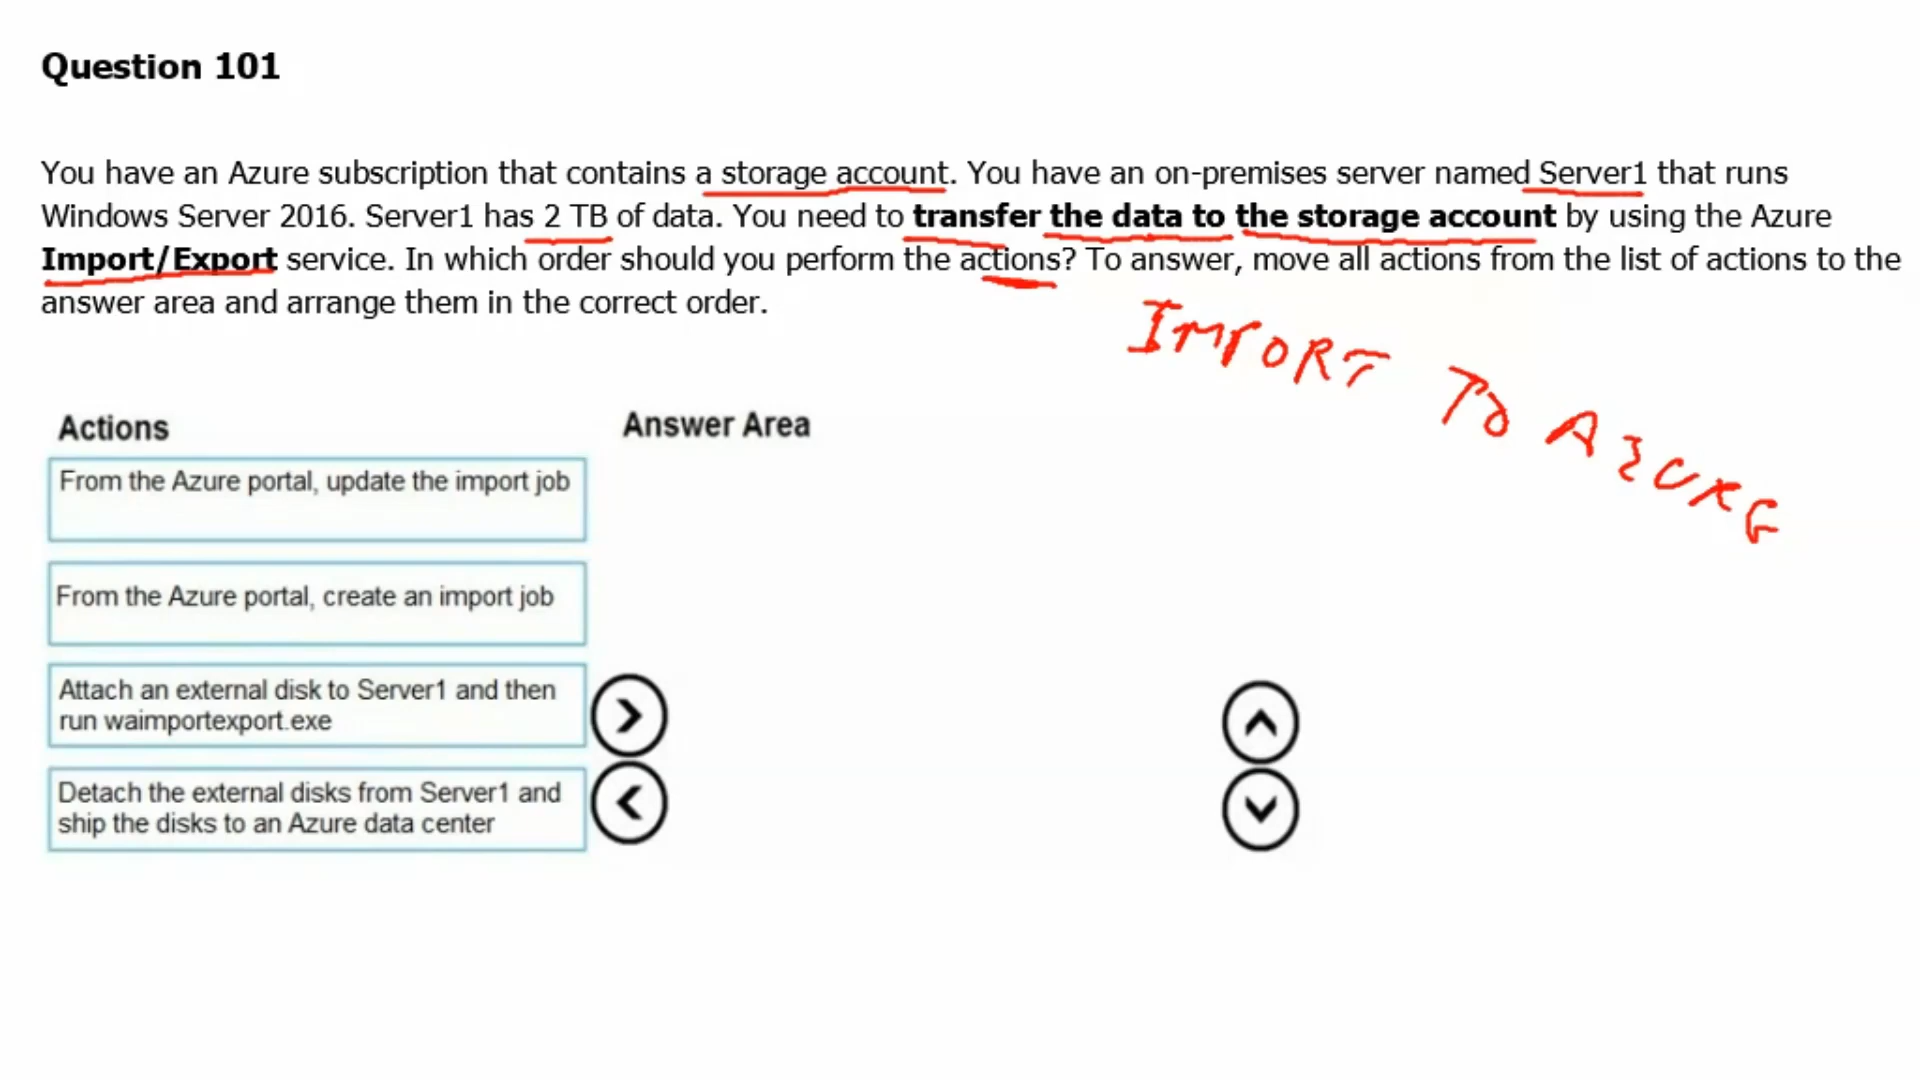 Question 101
You have an Azure subscription that contains a storage account. You have an on-premises server named Server1 that runs
Windows Server 2016. Server1 has 2 TB of data. You need to transfer the data to the storage account by using the Azure
Import/Export service. In which order should you perform the actions? To answer, move all actions from the list of actions to the
answer area and arrange them in the correct order.
IMPORT TO AZURE
Actions
Answer Area
From the Azure portal, update the import job
From the Azure portal, create an import job
Attach an external disk to Server1 and then
run waimportexport.exe
Detach the external disks from Server1 and
ship the disks to an Azure data center